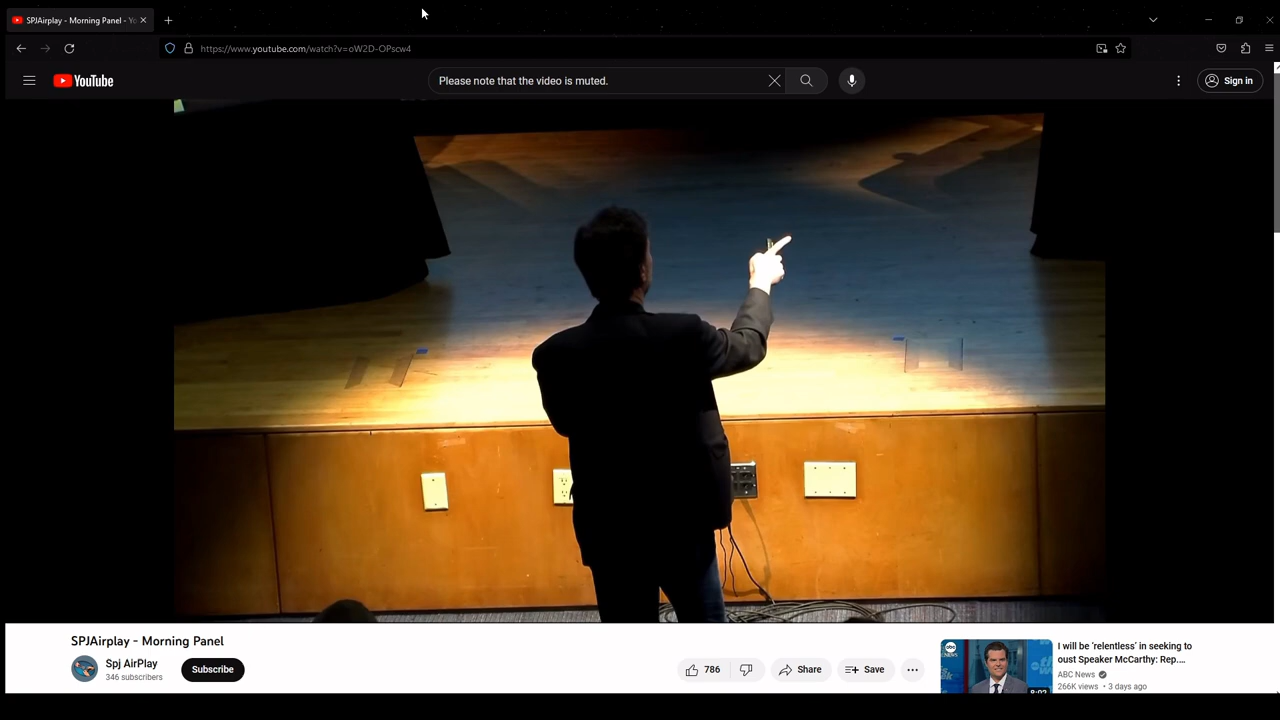 SPJAirplay - Morning Panel - Yo
https://www.youtube.com/watch?v=oW2D-OPscw4
YouTube
Please note that the video is muted.
Sign in
SPJAirplay - Morning Panel
Spj AirPlay
346 subscribers
Subscribe
786
Share
Save
I will be 'relentless' in seeking to
oust Speaker McCarthy: Rep....
ABC News
266K views • 3 days ago